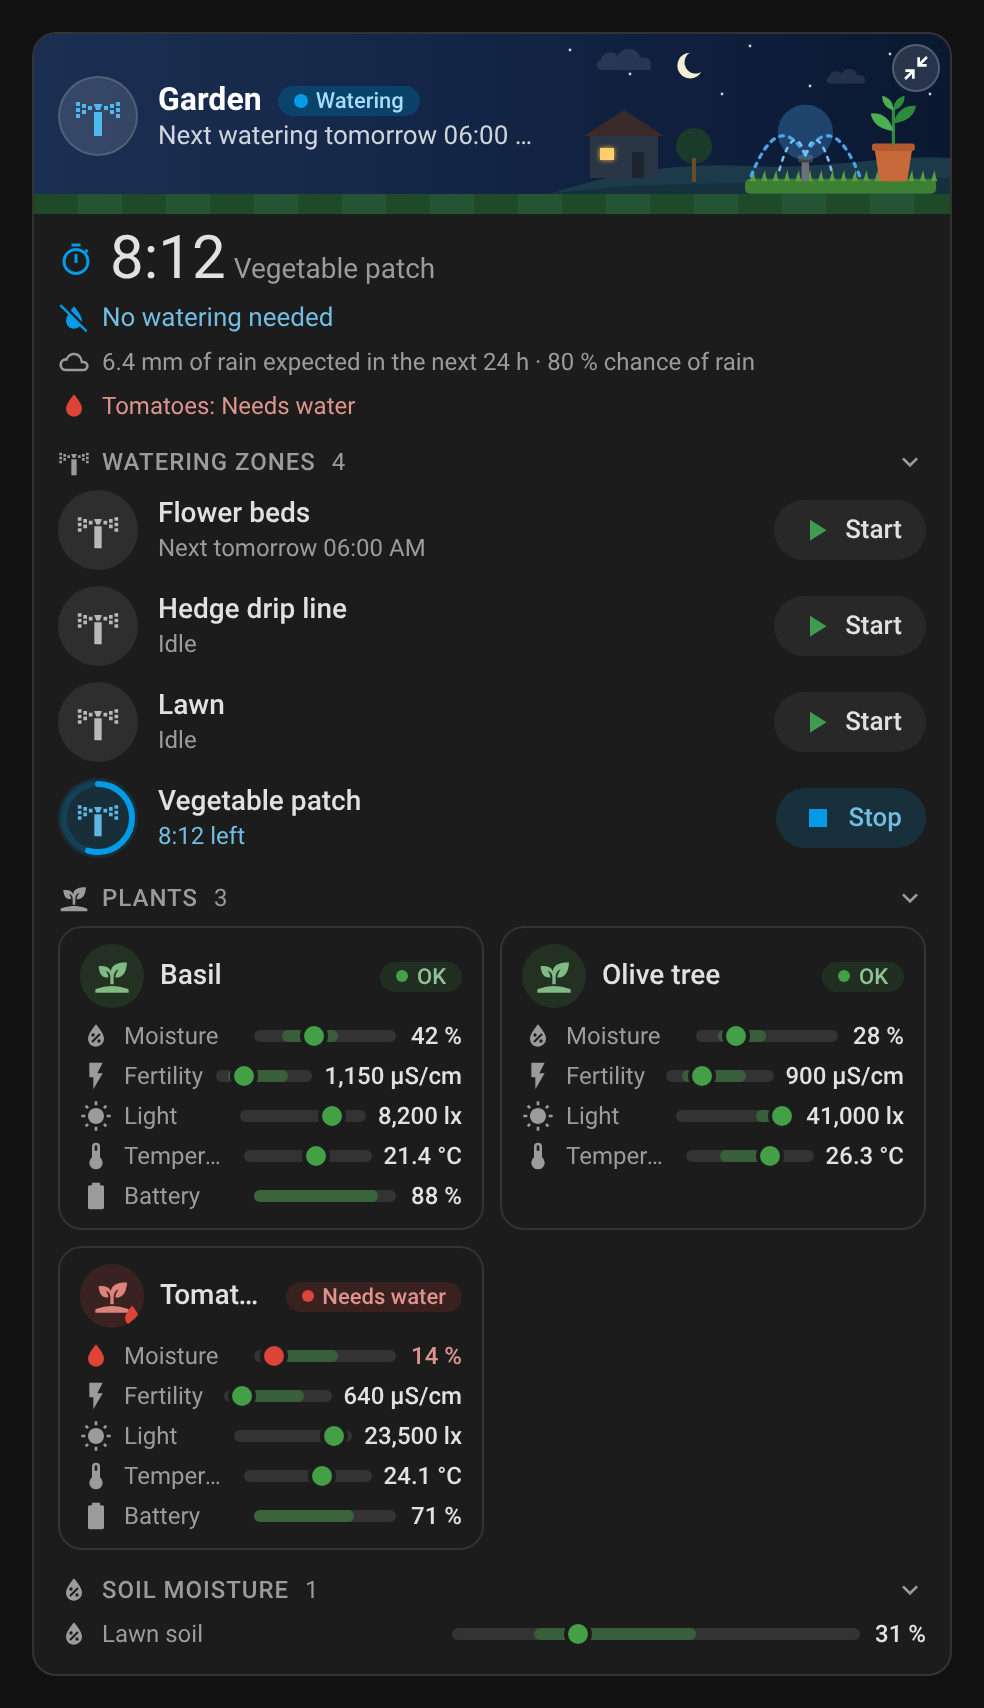 Garden
Watering
Next watering tomorrow 06:00 ...
8:12 Vegetable patch
No watering needed
6.4 mm of rain expected in the next 24 h · 80 % chance of rain
Tomatoes: Needs water
WATERING ZONES 4
Flower beds
Next tomorrow 06:00 AM
Start
Hedge drip line
Idle
Start
Lawn
Idle
Start
Vegetable patch
8:12 left
Stop
PLANTS 3
Basil
OK
Moisture 42 %
Fertility 1,150 µS/cm
Light 8,200 lx
Temper... 21.4 °C
Battery 88 %
Olive tree
OK
Moisture 28 %
Fertility 900 µS/cm
Light 41,000 lx
Temper... 26.3 °C
Tomat...
Needs water
Moisture 14 %
Fertility 640 µS/cm
Light 23,500 lx
Temper... 24.1 °C
Battery 71 %
SOIL MOISTURE 1
Lawn soil 31 %